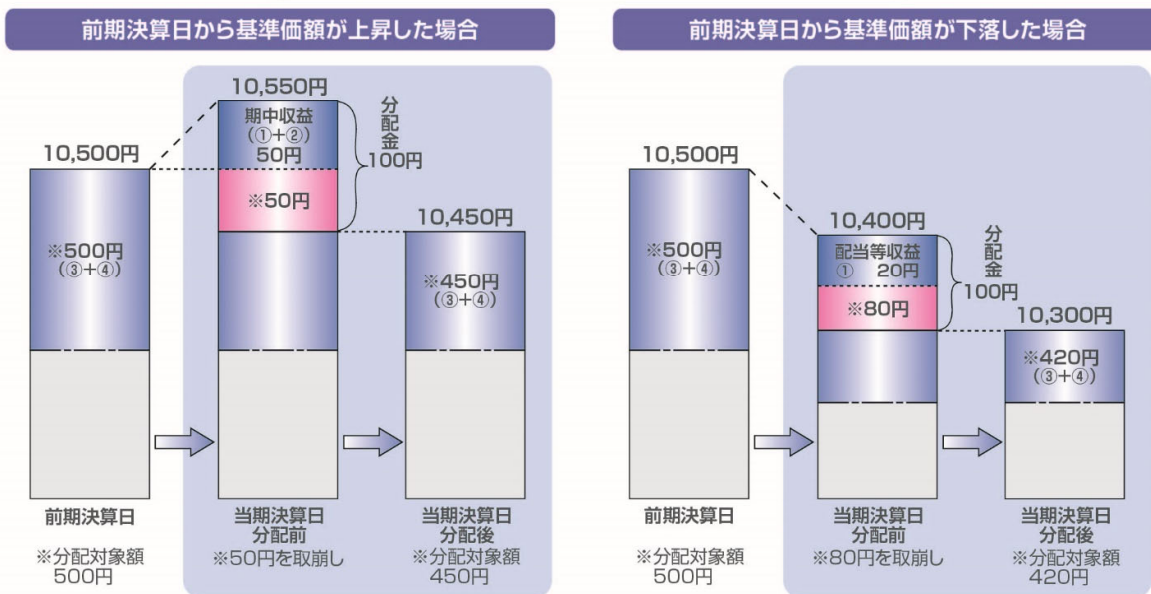 前期決算日から基準価額が上昇した場合
10,550円
期中収益
(①+②)
50円
分配金
100円
10,500円
※50円
10,450円
※500円
(③+④)
※450円
(③+④)
前期決算日
当期決算日
分配前
当期決算日
分配後
※分配対象額
500円
※50円を取崩し
※分配対象額
450円
前期決算日から基準価額が下落した場合
10,500円
10,400円
配当等収益
① 20円
分配金
100円
※500円
(③+④)
※80円
10,300円
※420円
(③+④)
前期決算日
当期決算日
分配前
当期決算日
分配後
※分配対象額
500円
※80円を取崩し
※分配対象額
420円